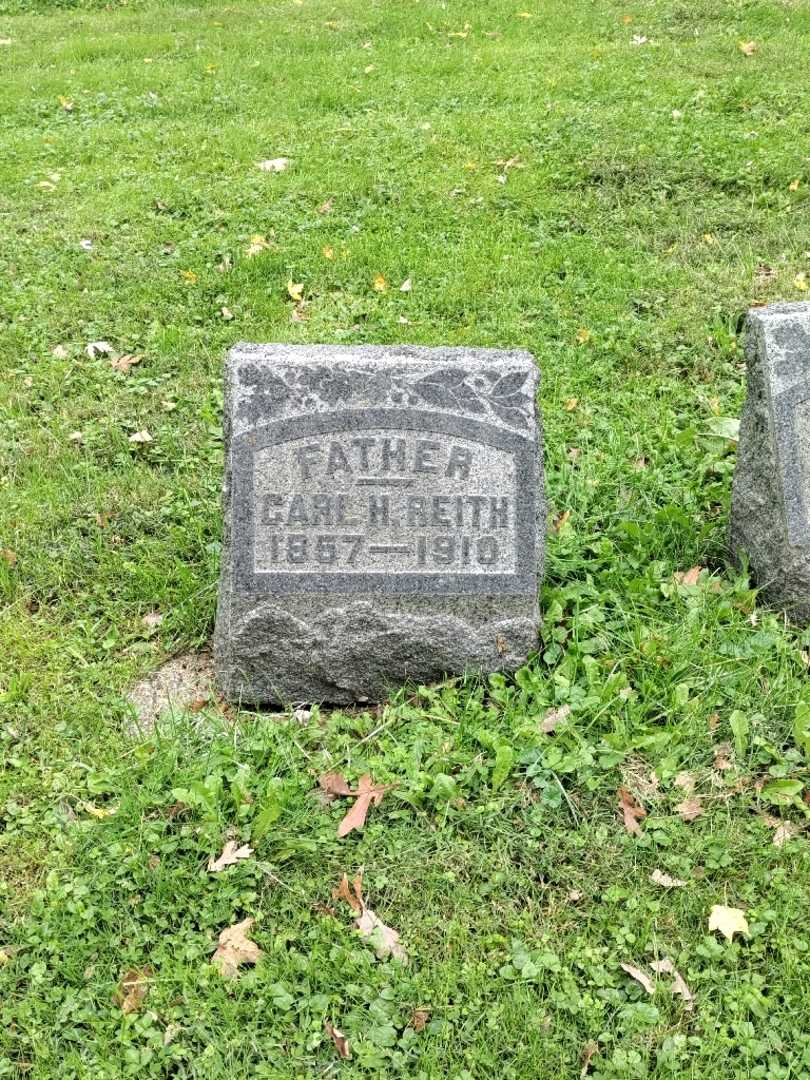 FATHER
CARL H. REITH
1857—1910